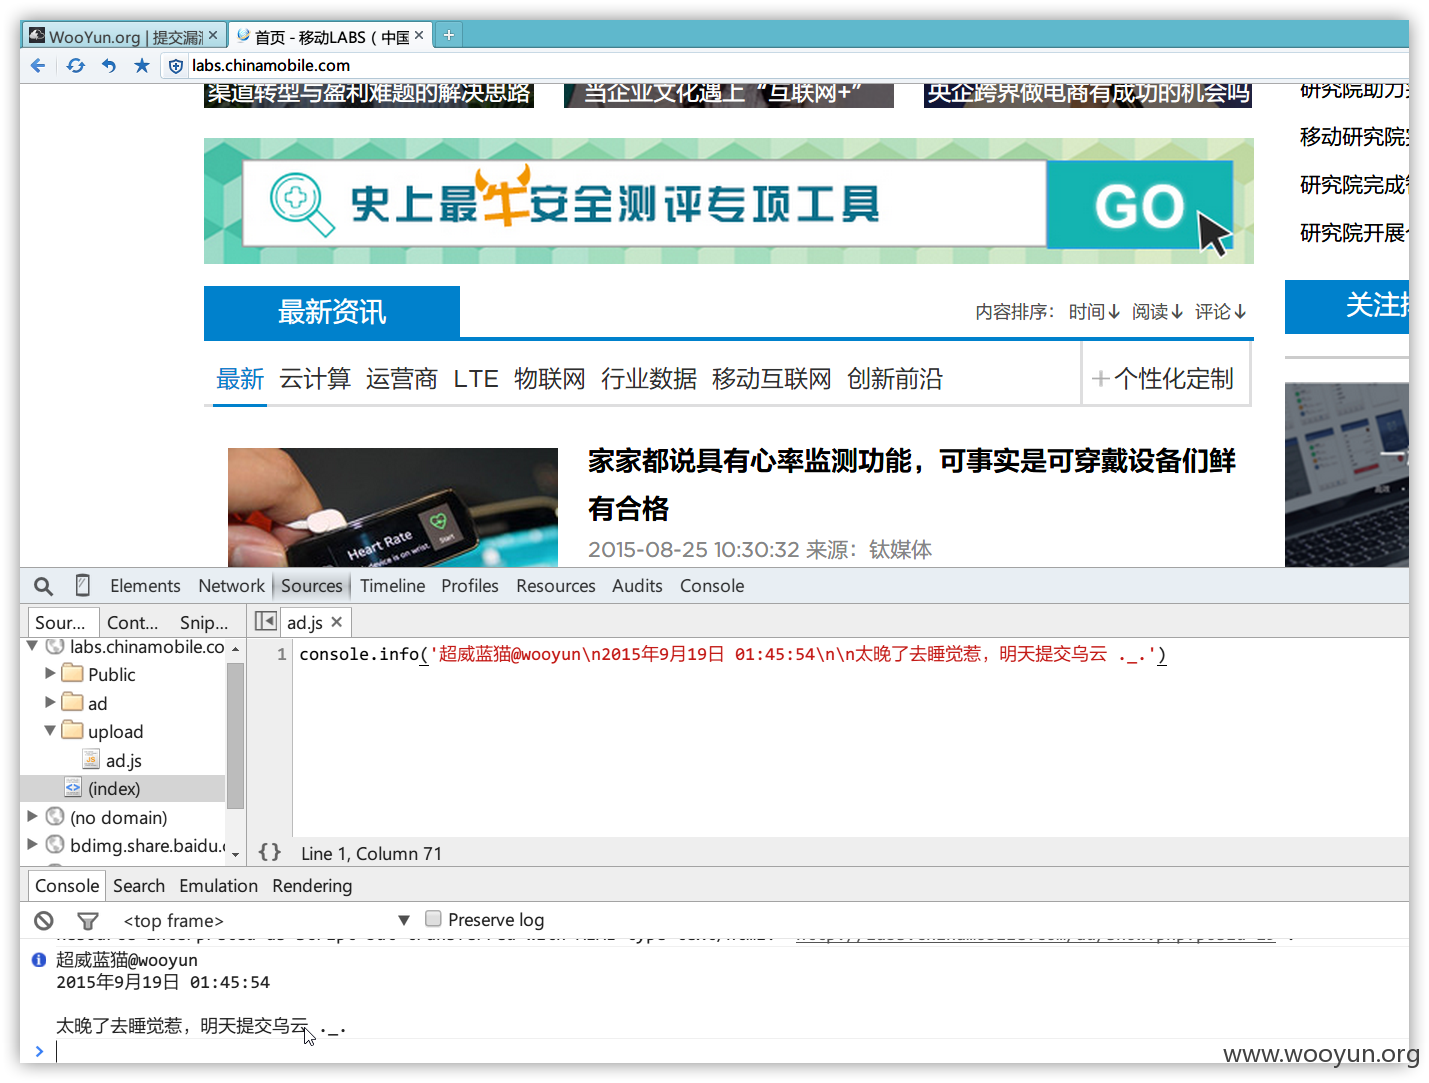 WooYun.org | 提交漏洞
首页 - 移动LABS（中国
labs.chinamobile.com
渠道转型与盈利难题的解决思路
当企业文化遇上“互联网+”
央企跨界做电商有成功的机会吗
研究院助力
移动研究院
研究院完成
研究院开展
史上最牛安全测评专项工具
GO
最新资讯
内容排序： 时间↓ 阅读↓ 评论↓
关注
最新 云计算 运营商 LTE 物联网 行业数据 移动互联网 创新前沿
+个性化定制
家家都说具有心率监测功能，可事实是可穿戴设备们鲜
有合格
2015-08-25 10:30:32 来源：钛媒体
Heart Rate
device is on wrist.
Start
Elements Network Sources Timeline Profiles Resources Audits Console
Sour... Cont... Snip...
ad.js
labs.chinamobile.co
1 console.info('超威蓝猫@wooyun\n2015年9月19日 01:45:54\n\n太晚了去睡觉惹，明天提交乌云 ._.')
Public
ad
upload
ad.js
(index)
(no domain)
bdimg.share.baidu.
{} Line 1, Column 71
Console Search Emulation Rendering
<top frame>
Preserve log
超威蓝猫@wooyun
2015年9月19日 01:45:54
太晚了去睡觉惹，明天提交乌云 ._.
www.wooyun.org